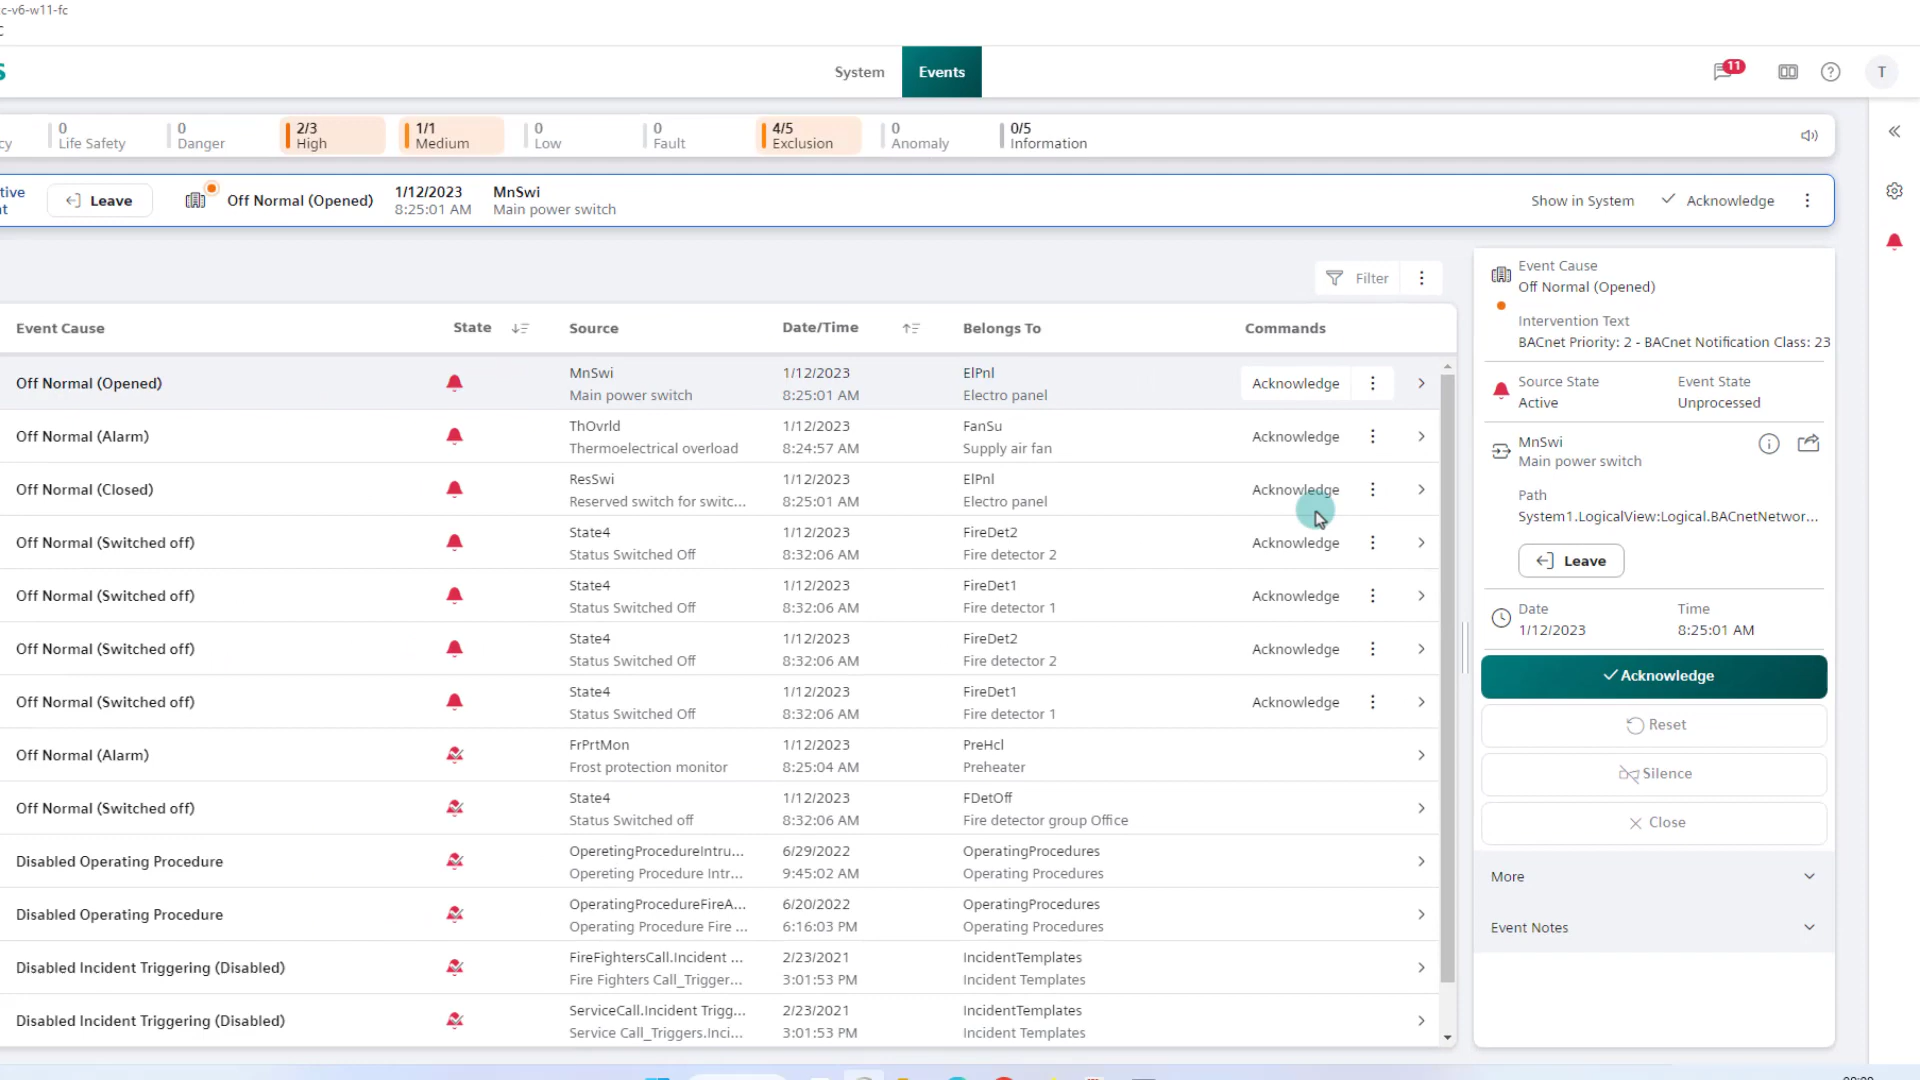 c-v6-w11-fc
C
S
System
Events
11
T
cy
0
Life Safety
0
Danger
2/3
High
1/1
Medium
0
Low
0
Fault
4/5
Exclusion
0
Anomaly
0/5
Information
tive
t
Leave
Off Normal (Opened)
1/12/2023
8:25:01 AM
MnSwi
Main power switch
Show in System
Acknowledge
Filter
Event Cause
State
Source
Date/Time
Belongs To
Commands
Off Normal (Opened)
MnSwi
Main power switch
1/12/2023
8:25:01 AM
ElPnl
Electro panel
Acknowledge
Off Normal (Alarm)
ThOvrld
Thermoelectrical overload
1/12/2023
8:24:57 AM
FanSu
Supply air fan
Acknowledge
Off Normal (Closed)
ResSwi
Reserved switch for switc...
1/12/2023
8:25:01 AM
ElPnl
Electro panel
Acknowledge
Off Normal (Switched off)
State4
Status Switched Off
1/12/2023
8:32:06 AM
FireDet2
Fire detector 2
Acknowledge
Off Normal (Switched off)
State4
Status Switched Off
1/12/2023
8:32:06 AM
FireDet1
Fire detector 1
Acknowledge
Off Normal (Switched off)
State4
Status Switched Off
1/12/2023
8:32:06 AM
FireDet2
Fire detector 2
Acknowledge
Off Normal (Switched off)
State4
Status Switched Off
1/12/2023
8:32:06 AM
FireDet1
Fire detector 1
Acknowledge
Off Normal (Alarm)
FrPrtMon
Frost protection monitor
1/12/2023
8:25:04 AM
PreHcl
Preheater
Off Normal (Switched off)
State4
Status Switched off
1/12/2023
8:32:06 AM
FDetOff
Fire detector group Office
Disabled Operating Procedure
OperetingProcedureIntru...
Opereting Procedure Intr...
6/29/2022
9:45:02 AM
OperatingProcedures
Operating Procedures
Disabled Operating Procedure
OperatingProcedureFireA...
Operating Procedure Fire ...
6/20/2022
6:16:03 PM
OperatingProcedures
Operating Procedures
Disabled Incident Triggering (Disabled)
FireFightersCall.Incident ...
Fire Fighters Call_Trigger...
2/23/2021
3:01:53 PM
IncidentTemplates
Incident Templates
Disabled Incident Triggering (Disabled)
ServiceCall.Incident Trigg...
Service Call_Triggers.Inci...
2/23/2021
3:01:53 PM
IncidentTemplates
Incident Templates
Event Cause
Off Normal (Opened)
Intervention Text
BACnet Priority: 2 - BACnet Notification Class: 23
Source State
Active
Event State
Unprocessed
MnSwi
Main power switch
Path
System1.LogicalView:Logical.BACnetNetwor...
Leave
Date
1/12/2023
Time
8:25:01 AM
Acknowledge
Reset
Silence
Close
More
Event Notes